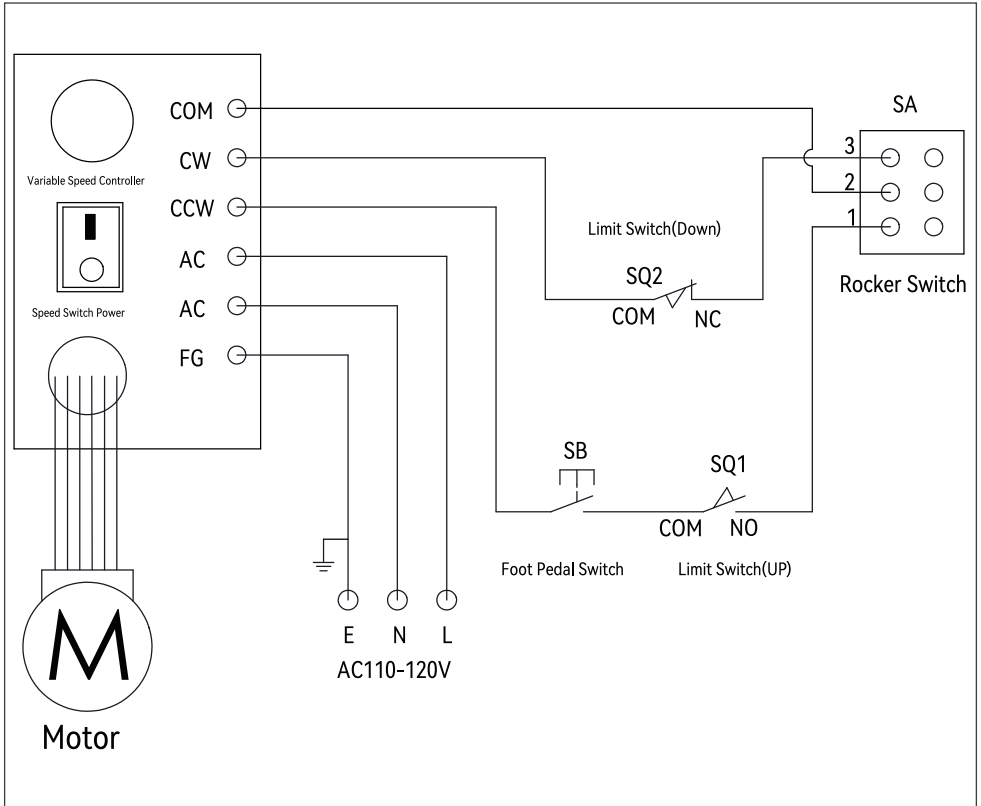 Variable Speed Controller
Speed Switch Power
COM
CW
CCW
AC
AC
FG
SA
3
2
1
Rocker Switch
Limit Switch(Down)
SQ2
COM NC
SB
SQ1
COM NO
Foot Pedal Switch
Limit Switch(UP)
E N L
AC110-120V
M
Motor